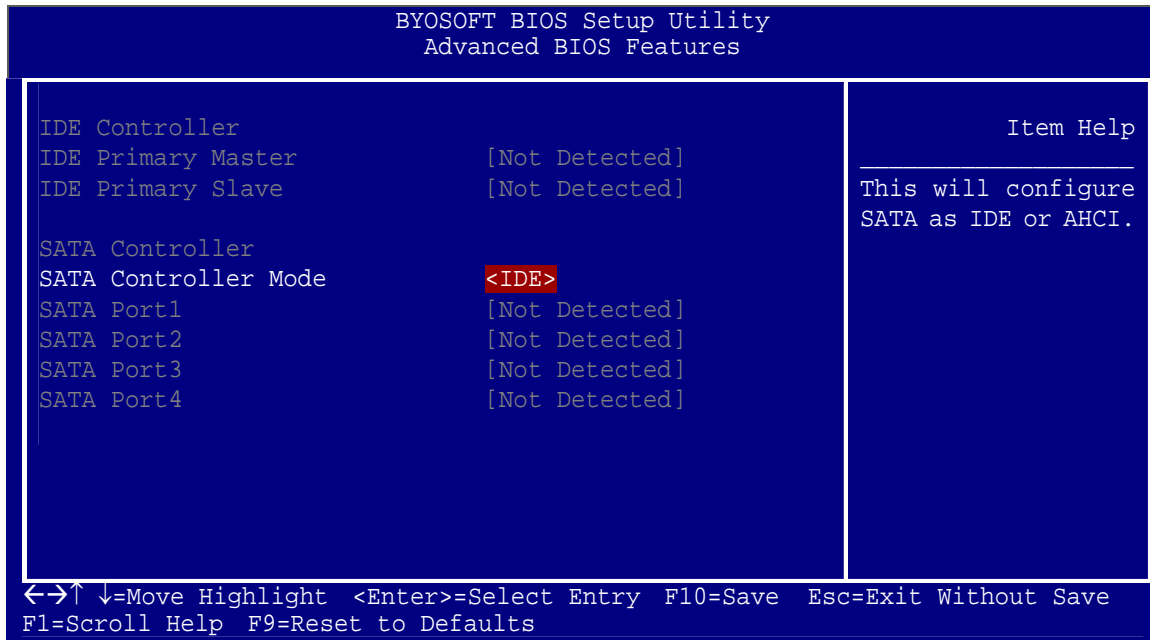 BYOSOFT BIOS Setup Utility
Advanced BIOS Features
IDE Controller
IDE Primary Master [Not Detected]
IDE Primary Slave [Not Detected]
SATA Controller
SATA Controller Mode <IDE>
SATA Port1 [Not Detected]
SATA Port2 [Not Detected]
SATA Port3 [Not Detected]
SATA Port4 [Not Detected]
Item Help
This will configure
SATA as IDE or AHCI.
←→↑ ↓=Move Highlight <Enter>=Select Entry F10=Save Esc=Exit Without Save
F1=Scroll Help F9=Reset to Defaults